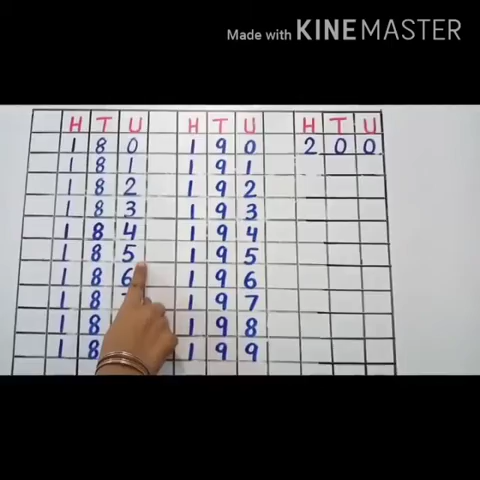 Made with KINEMASTER
H T U H T U H T U
1 8 0 1 9 0 2 0 0
1 8 1 1 9 1
1 8 2 1 9 2
1 8 3 1 9 3
1 8 4 1 9 4
1 8 5 1 9 5
1 8 6 1 9 6
1 8 1 9 7
1 8 1 9 8
1 8 1 9 9